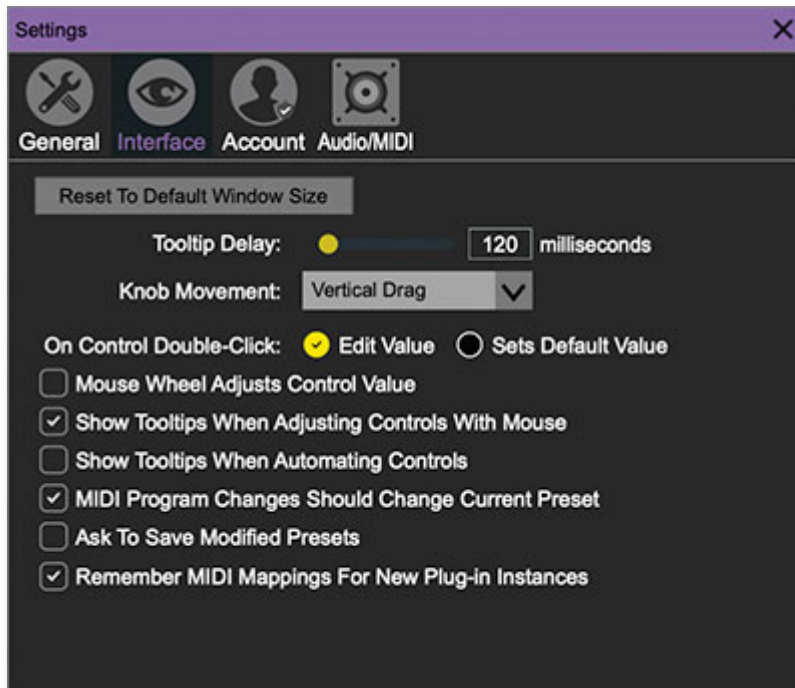 Settings
General Interface Account Audio/MIDI
Reset To Default Window Size
Tooltip Delay: 120 milliseconds
Knob Movement: Vertical Drag
On Control Double-Click: Edit Value Sets Default Value
Mouse Wheel Adjusts Control Value
Show Tooltips When Adjusting Controls With Mouse
Show Tooltips When Automating Controls
MIDI Program Changes Should Change Current Preset
Ask To Save Modified Presets
Remember MIDI Mappings For New Plug-in Instances